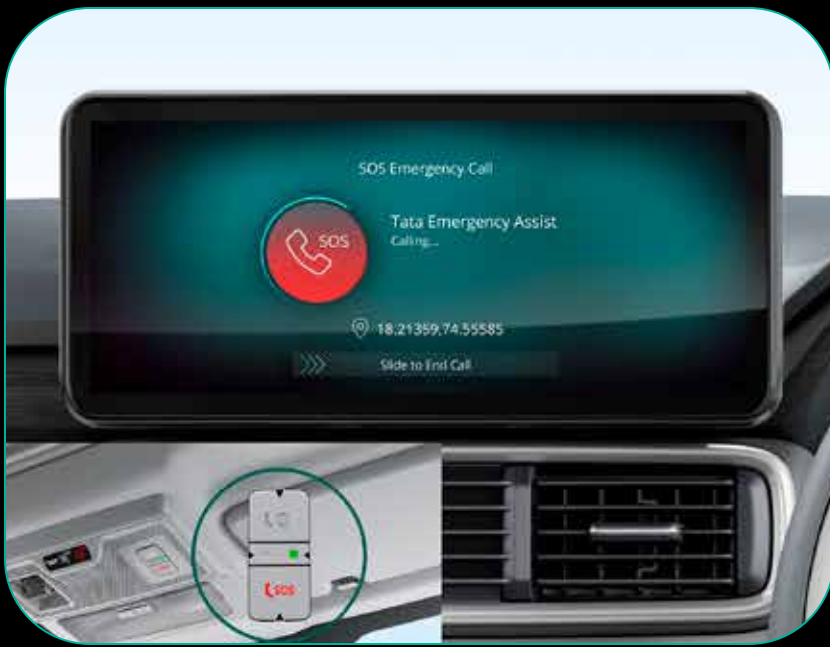 SOS Emergency Call
SOS
Tata Emergency Assist
Calling...
18.21359,74.55585
Slide to End Call
SOS